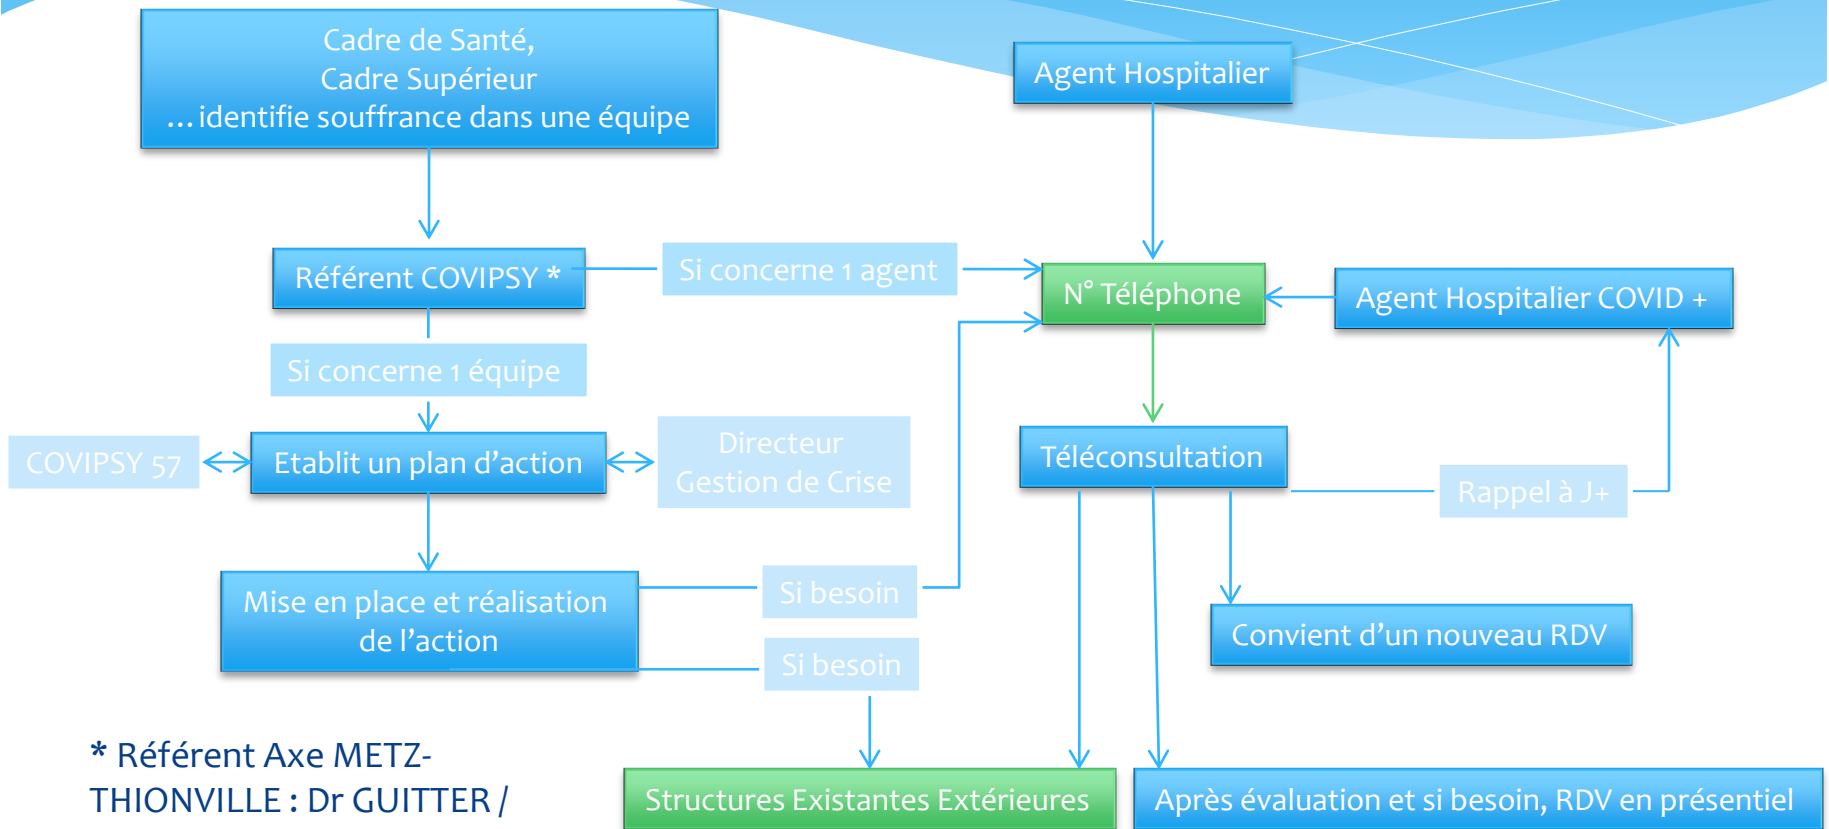 Cadre de Santé,
Cadre Supérieur
…identifie souffrance dans une équipe
Agent Hospitalier
Référent COVIPSY *
Si concerne 1 agent
N° Téléphone
Agent Hospitalier COVID +
Si concerne 1 équipe
COVIPSY 57
Etablit un plan d’action
Directeur
Gestion de Crise
Téléconsultation
Rappel à J+
Mise en place et réalisation
de l’action
Si besoin
Si besoin
Convient d’un nouveau RDV
* Référent Axe METZ-
THIONVILLE : Dr GUITTER /
Structures Existantes Extérieures
Après évaluation et si besoin, RDV en présentiel